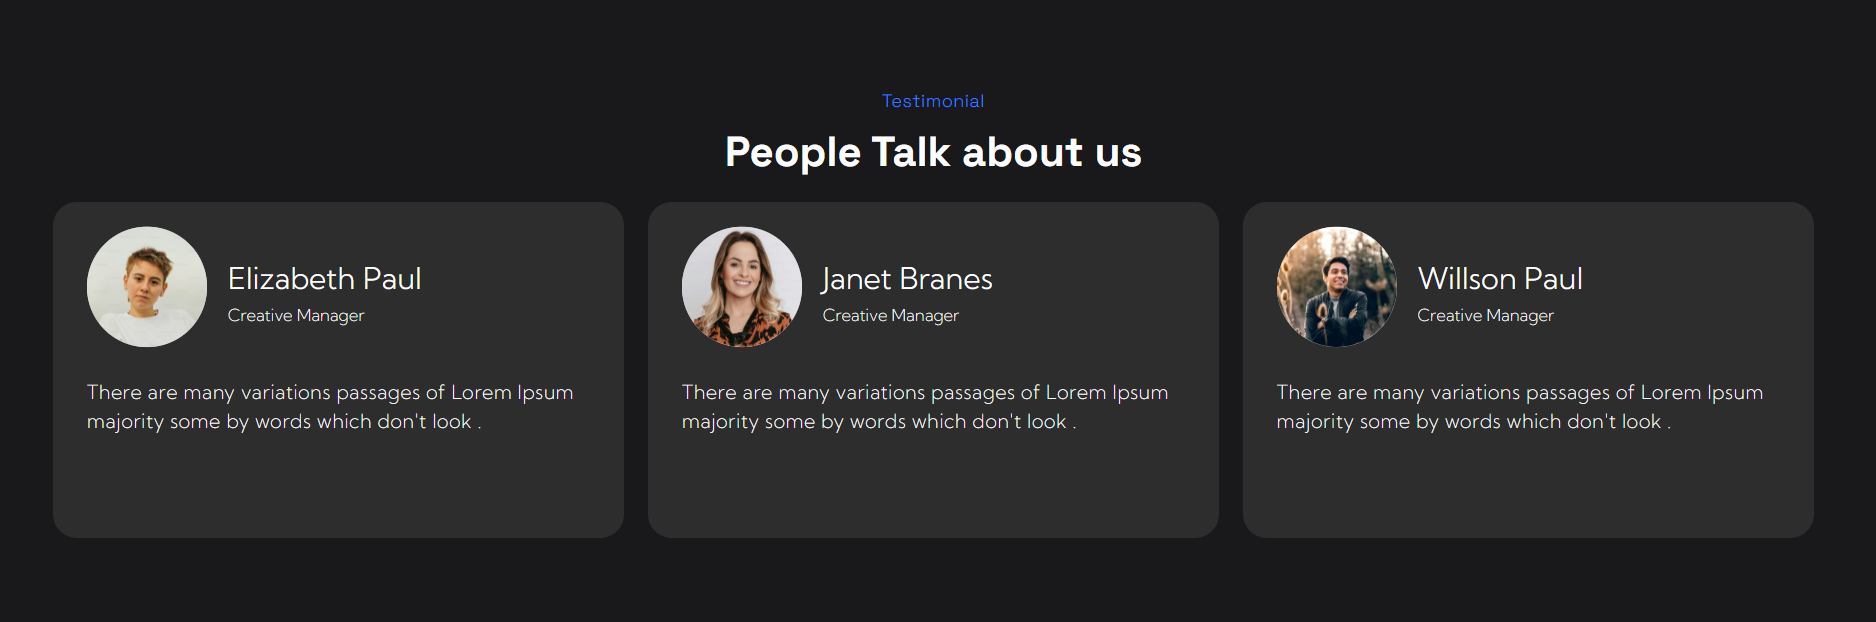 Testimonial
People Talk about us
Elizabeth Paul
Creative Manager
There are many variations passages of Lorem Ipsum
majority some by words which don't look .
Janet Branes
Creative Manager
There are many variations passages of Lorem Ipsum
majority some by words which don't look .
Willson Paul
Creative Manager
There are many variations passages of Lorem Ipsum
majority some by words which don't look .